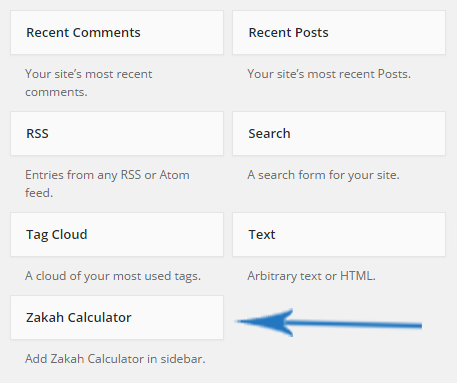 Recent Comments
Your site’s most recent
comments.
Recent Posts
Your site’s most recent Posts.
RSS
Entries from any RSS or Atom
feed.
Search
A search form for your site.
Tag Cloud
A cloud of your most used tags.
Text
Arbitrary text or HTML.
Zakah Calculator
Add Zakah Calculator in sidebar.